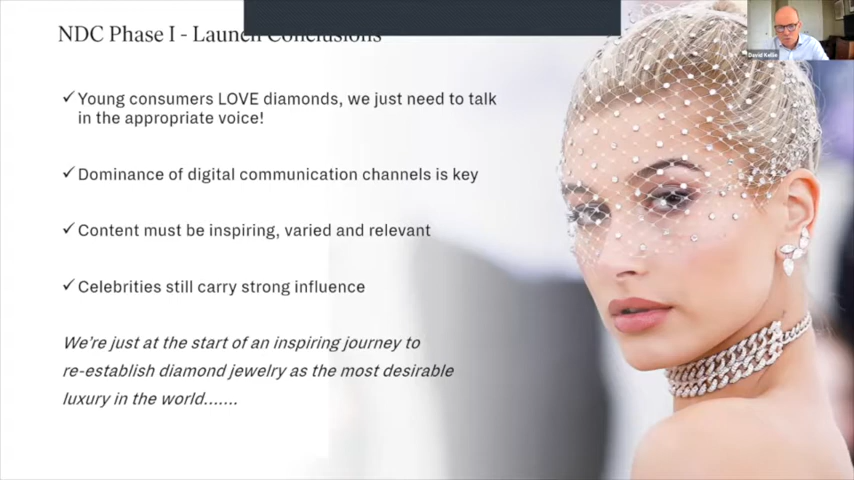 NDC Phase I - Launch Conclusions
David Kellie
✓ Young consumers LOVE diamonds, we just need to talk
in the appropriate voice!
✓ Dominance of digital communication channels is key
✓ Content must be inspiring, varied and relevant
✓ Celebrities still carry strong influence
We're just at the start of an inspiring journey to
re-establish diamond jewelry as the most desirable
luxury in the world.......